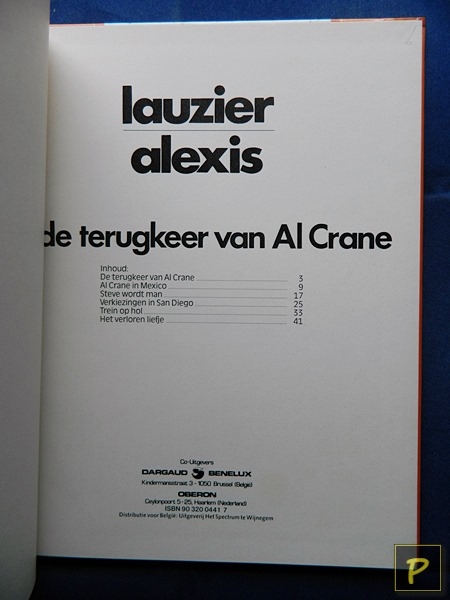 lauzier
alexis
de terugkeer van Al Crane
Inhoud:
De terugkeer van Al Crane 3
Al Crane in Mexico 9
Steve wordt man 17
Verkiezingen in San Diego 25
Trein op hol 33
Het verloren liefje 41
Co-Uitgevers
DARGAUD BENELUX
Kindermansstraat 3 - 1050 Brussel (België)
OBERON
Ceylonpoort 5-25, Haarlem (Nederland)
ISBN 90 320 0441 7
Distributie voor België: Uitgeverij Het Spectrum te Wijnegem
P